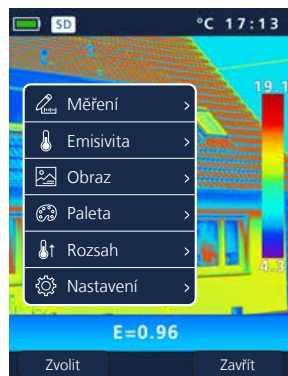 SD °C 17:13
19.1
Měření
Emisivita
Obraz
Paleta
Rozsah
Nastavení
4.3
E=0.96
Zvolit Zavřít